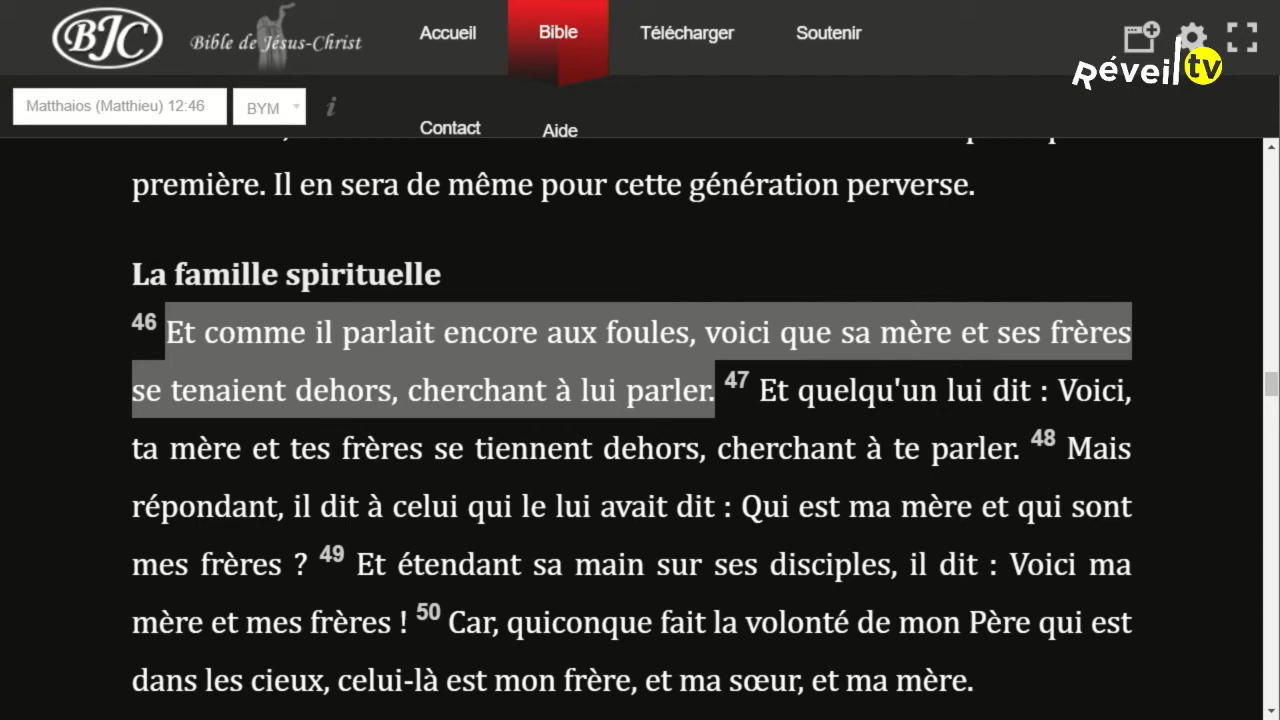 BJC
Bible de Jésus-Christ
Accueil
Bible
Télécharger
Soutenir
Réveil tv
Matthaios (Matthieu) 12:46
BYM
i
Contact
Aide
première. Il en sera de même pour cette génération perverse.
La famille spirituelle
46 Et comme il parlait encore aux foules, voici que sa mère et ses frères
se tenaient dehors, cherchant à lui parler. 47 Et quelqu'un lui dit : Voici,
ta mère et tes frères se tiennent dehors, cherchant à te parler. 48 Mais
répondant, il dit à celui qui le lui avait dit : Qui est ma mère et qui sont
mes frères ? 49 Et étendant sa main sur ses disciples, il dit : Voici ma
mère et mes frères ! 50 Car, quiconque fait la volonté de mon Père qui est
dans les cieux, celui-là est mon frère, et ma sœur, et ma mère.